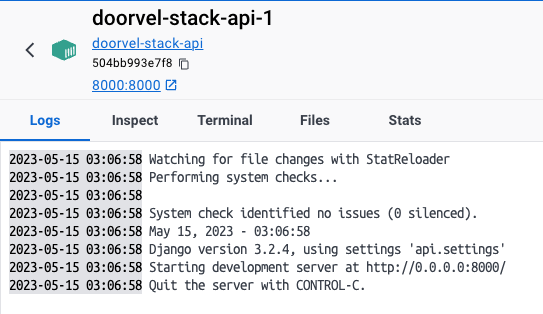 doorvel-stack-api-1
doorvel-stack-api
504bb993e7f8
8000:8000
Logs Inspect Terminal Files Stats
2023-05-15 03:06:58 Watching for file changes with StatReloader
2023-05-15 03:06:58 Performing system checks...
2023-05-15 03:06:58
2023-05-15 03:06:58 System check identified no issues (0 silenced).
2023-05-15 03:06:58 May 15, 2023 - 03:06:58
2023-05-15 03:06:58 Django version 3.2.4, using settings 'api.settings'
2023-05-15 03:06:58 Starting development server at http://0.0.0.0:8000/
2023-05-15 03:06:58 Quit the server with CONTROL-C.